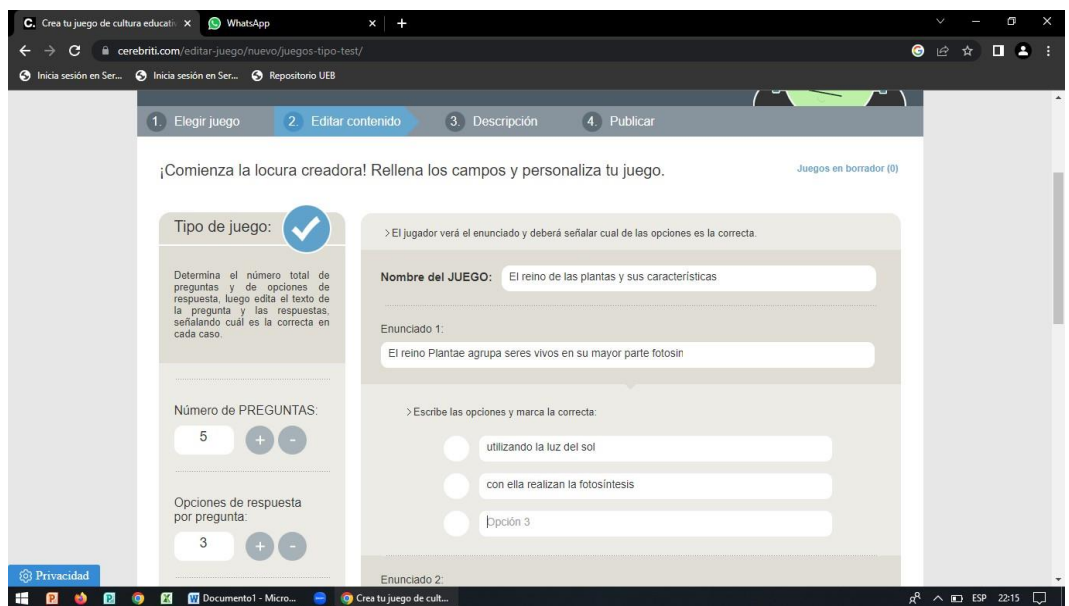 C. Crea tu juego de cultura educati
WhatsApp
cerebriti.com/editar-juego/nuevo/juegos-tipo-test/
Inicia sesión en Ser...
Inicia sesión en Ser...
Repositorio UEB
1. Elegir juego
2. Editar contenido
3. Descripción
4. Publicar
¡Comienza la locura creadora! Rellena los campos y personaliza tu juego.
Juegos en borrador (0)
Tipo de juego:
Determina el número total de
preguntas y de opciones de
respuesta, luego edita el texto de
la pregunta y las respuestas,
señalando cuál es la correcta en
cada caso.
Número de PREGUNTAS:
5
+ -
Opciones de respuesta
por pregunta:
3
+ -
> El jugador verá el enunciado y deberá señalar cual de las opciones es la correcta.
Nombre del JUEGO: El reino de las plantas y sus características
Enunciado 1:
El reino Plantae agrupa seres vivos en su mayor parte fotosin
> Escribe las opciones y marca la correcta:
utilizando la luz del sol
con ella realizan la fotosíntesis
Opción 3
Enunciado 2:
Privacidad
Documento1 - Micro...
Crea tu juego de cult...
ESP
22:15